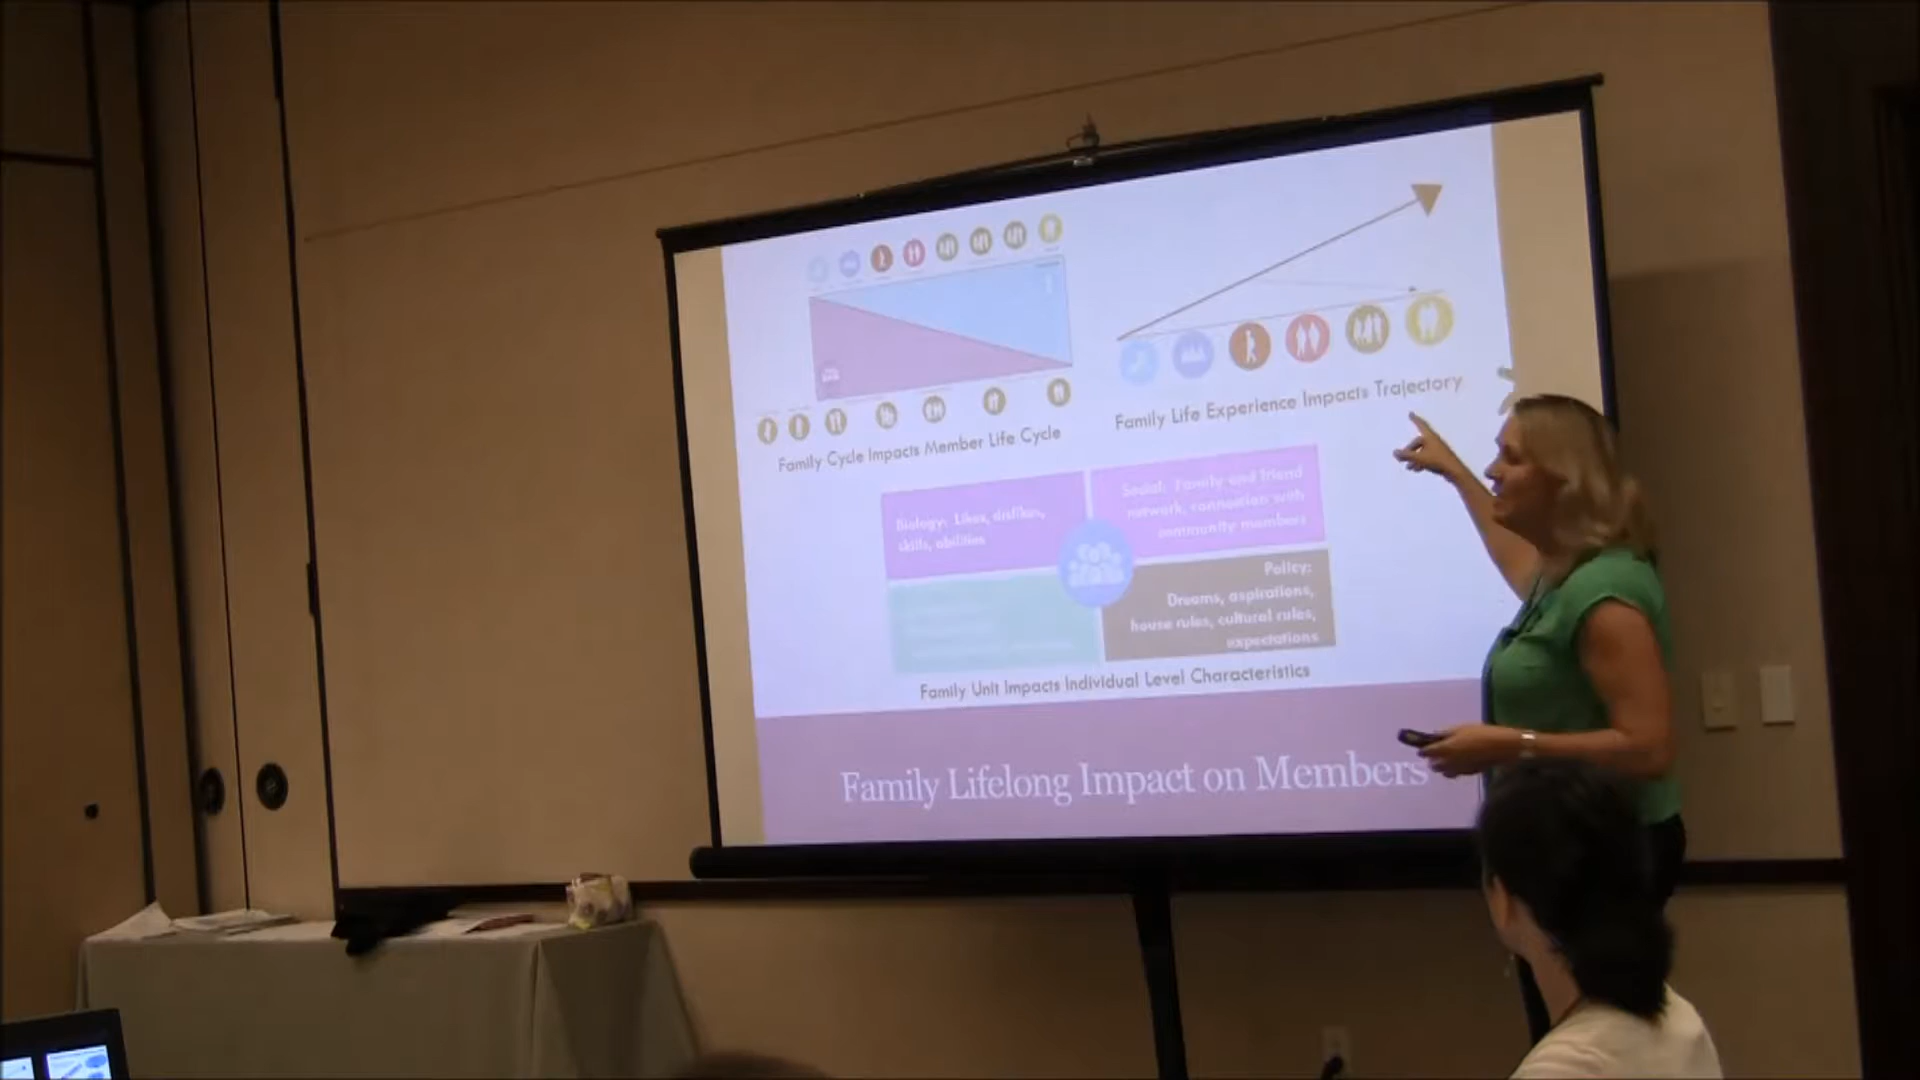 Family Cycle Impacts Member Life Cycle
Family Life Experience Impacts Trajectory
Biology: Likes, dislikes,
skills, abilities
Social: Family and friend
network, connection with
community members
Policy:
Dreams, aspirations,
house rules, cultural rules,
expectations
Family Unit Impacts Individual Level Characteristics
Family Lifelong Impact on Members